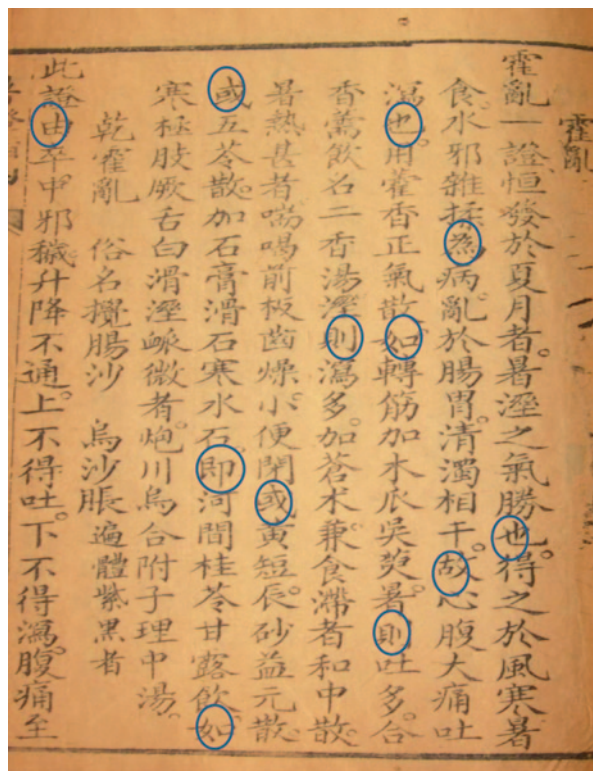 霍亂
霍亂一證恒發於夏月者。暑溼之氣勝也。得之於風寒暑
食。水邪雜揉爲病。亂於腸胃。清濁相干。故心腹大痛吐
瀉也。用藿香正氣散。如轉筋加木瓜吳萸。暑則吐多。合
香薷飲名二香湯溼則瀉多。加蒼术兼食滯者和中散。
暑熱甚者喘喝前板齒燥。小便閉或黃短辰。砂益元散。
或五苓散。加石膏滑石寒水石。即河間桂苓甘露飲。如
寒極肢厥舌白滑溼脈微者。炮川烏合附子理中湯。
乾霍亂 俗名攪腸沙 烏沙脹遍體紫黑者
此證由卒中邪穢。升降不通。上不得吐。下不得瀉。腹痛至